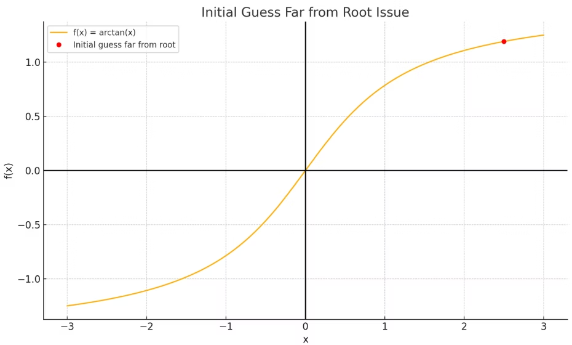 Initial Guess Far from Root Issue
f(x) = arctan(x)
Initial guess far from root
1.0
0.5
0.0
−0.5
−1.0
f(x)
−3 −2 −1 0 1 2 3
x